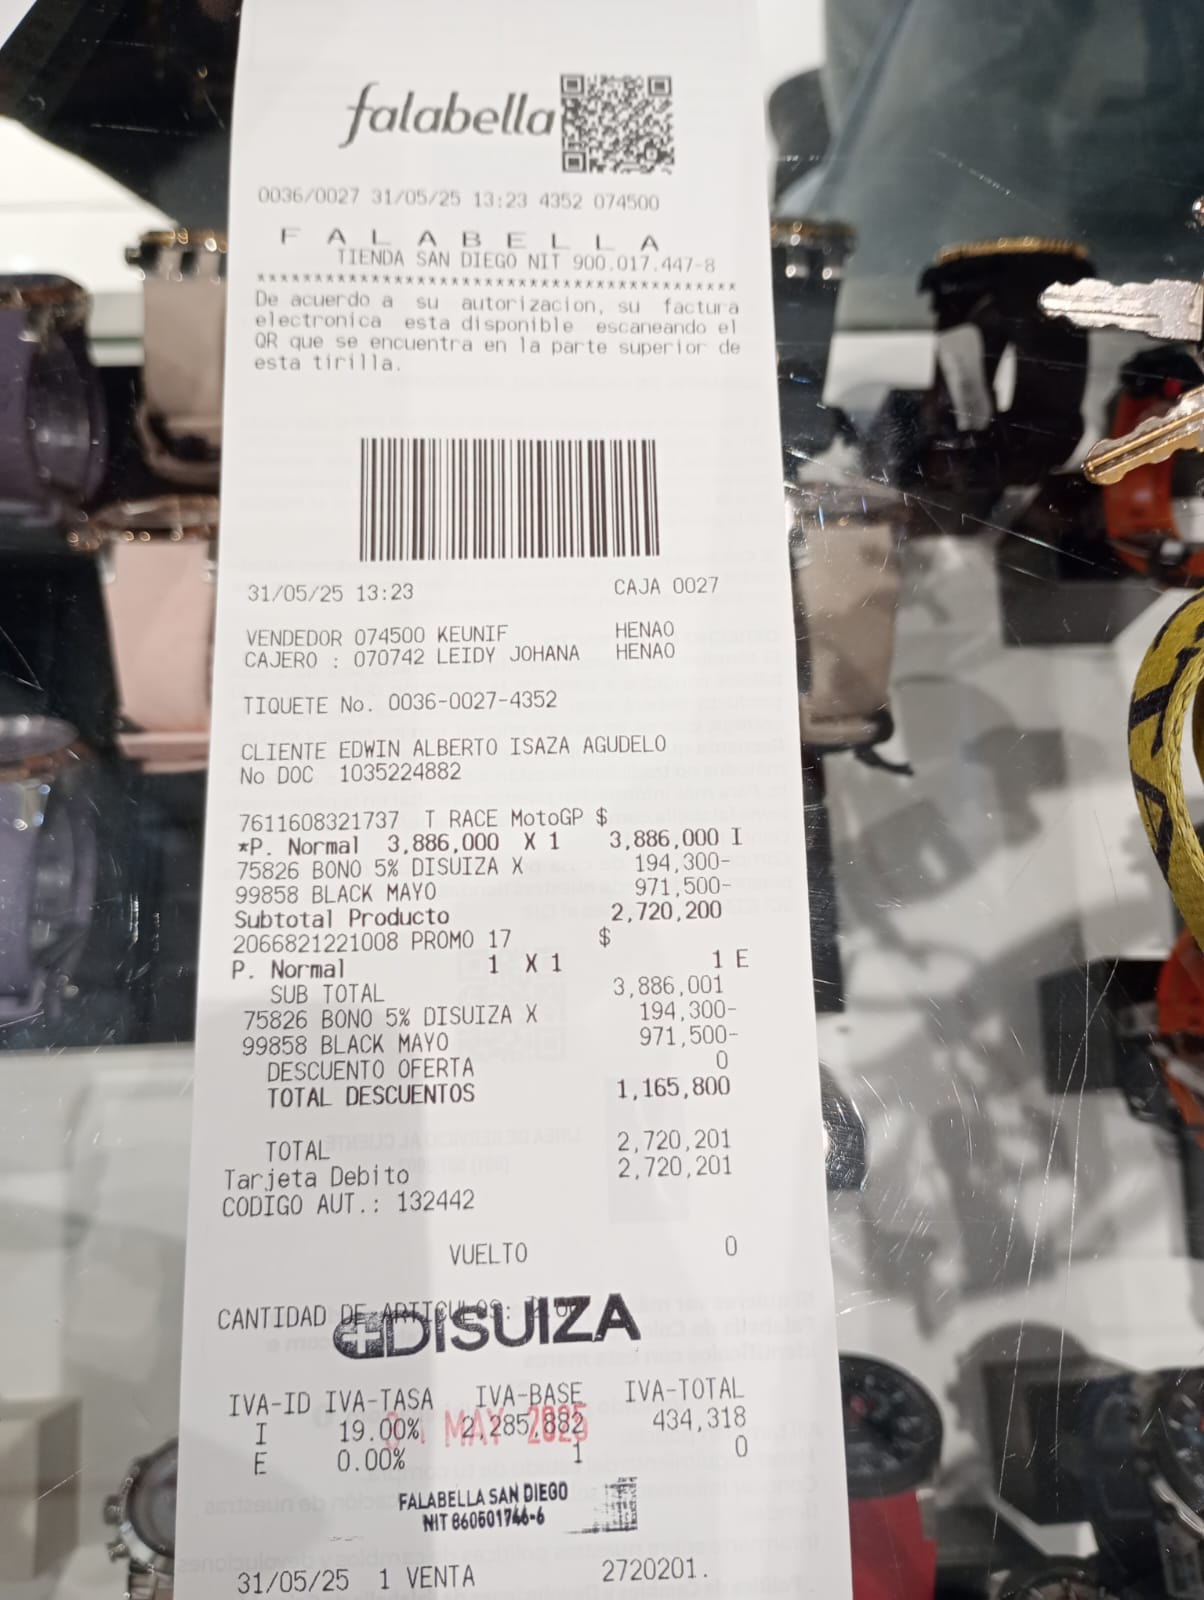 falabella
0036/0027 31/05/25 13:23 4352 074500
F A L A B E L L A
TIENDA SAN DIEGO NIT 900.017.447-8
****************************************
De acuerdo a su autorizacion, su factura
electronica esta disponible escaneando el
QR que se encuentra en la parte superior de
esta tirilla.
31/05/25 13:23 CAJA 0027
VENDEDOR 074500 KEUNIF HENAO
CAJERO : 070742 LEIDY JOHANA HENAO
TIQUETE No. 0036-0027-4352
CLIENTE EDWIN ALBERTO ISAZA AGUDELO
No DOC 1035224882
7611608321737 T RACE MotoGP $
*P. Normal 3,886,000 X 1 3,886,000 I
75826 BONO 5% DISUIZA X 194,300-
99858 BLACK MAYO 971,500-
Subtotal Producto 2,720,200
2066821221008 PROMO 17 $
P. Normal 1 X 1 1 E
SUB TOTAL 3,886,001
75826 BONO 5% DISUIZA X 194,300-
99858 BLACK MAYO 971,500-
DESCUENTO OFERTA 0
TOTAL DESCUENTOS 1,165,800
TOTAL 2,720,201
Tarjeta Debito 2,720,201
CODIGO AUT.: 132442
VUELTO 0
CANTIDAD DE ARTICULOS:
DISUIZA
IVA-ID IVA-TASA IVA-BASE IVA-TOTAL
I 19.00% 2,285,882 434,318
MAY 2025
E 0.00% 1 0
FALABELLA SAN DIEGO
NIT 860501746-6
31/05/25 1 VENTA 2720201.